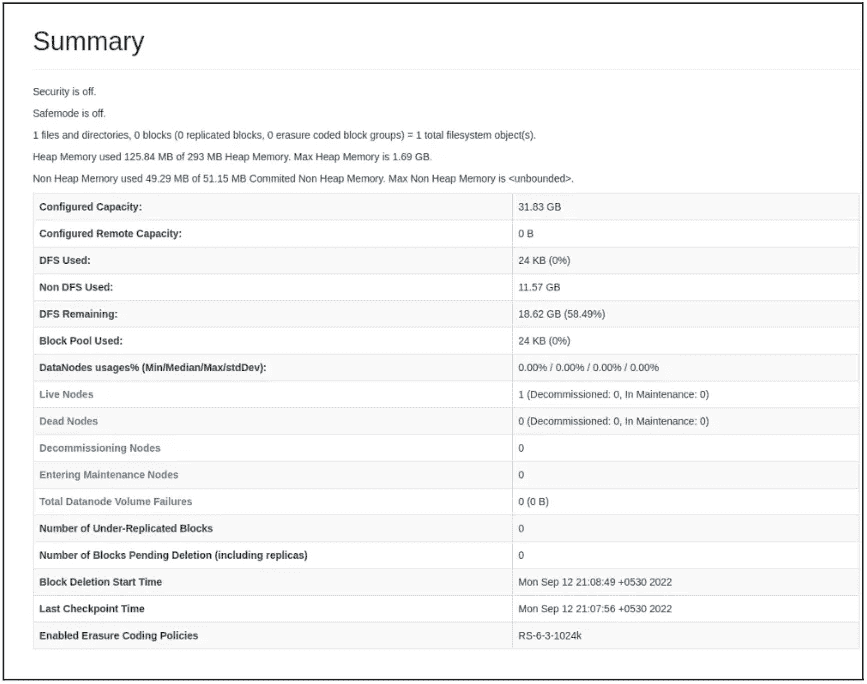 Summary
Security is off.
Safemode is off.
1 files and directories, 0 blocks (0 replicated blocks, 0 erasure coded block groups) = 1 total filesystem object(s).
Heap Memory used 125.84 MB of 293 MB Heap Memory. Max Heap Memory is 1.69 GB.
Non Heap Memory used 49.29 MB of 51.15 MB Commited Non Heap Memory. Max Non Heap Memory is <unbounded>.
Configured Capacity: 31.83 GB
Configured Remote Capacity: 0 B
DFS Used: 24 KB (0%)
Non DFS Used: 11.57 GB
DFS Remaining: 18.62 GB (58.49%)
Block Pool Used: 24 KB (0%)
DataNodes usages% (Min/Median/Max/stdDev): 0.00% / 0.00% / 0.00% / 0.00%
Live Nodes 1 (Decommissioned: 0, In Maintenance: 0)
Dead Nodes 0 (Decommissioned: 0, In Maintenance: 0)
Decommissioning Nodes 0
Entering Maintenance Nodes 0
Total Datanode Volume Failures 0 (0 B)
Number of Under-Replicated Blocks 0
Number of Blocks Pending Deletion (including replicas) 0
Block Deletion Start Time Mon Sep 12 21:08:49 +0530 2022
Last Checkpoint Time Mon Sep 12 21:07:56 +0530 2022
Enabled Erasure Coding Policies RS-6-3-1024k